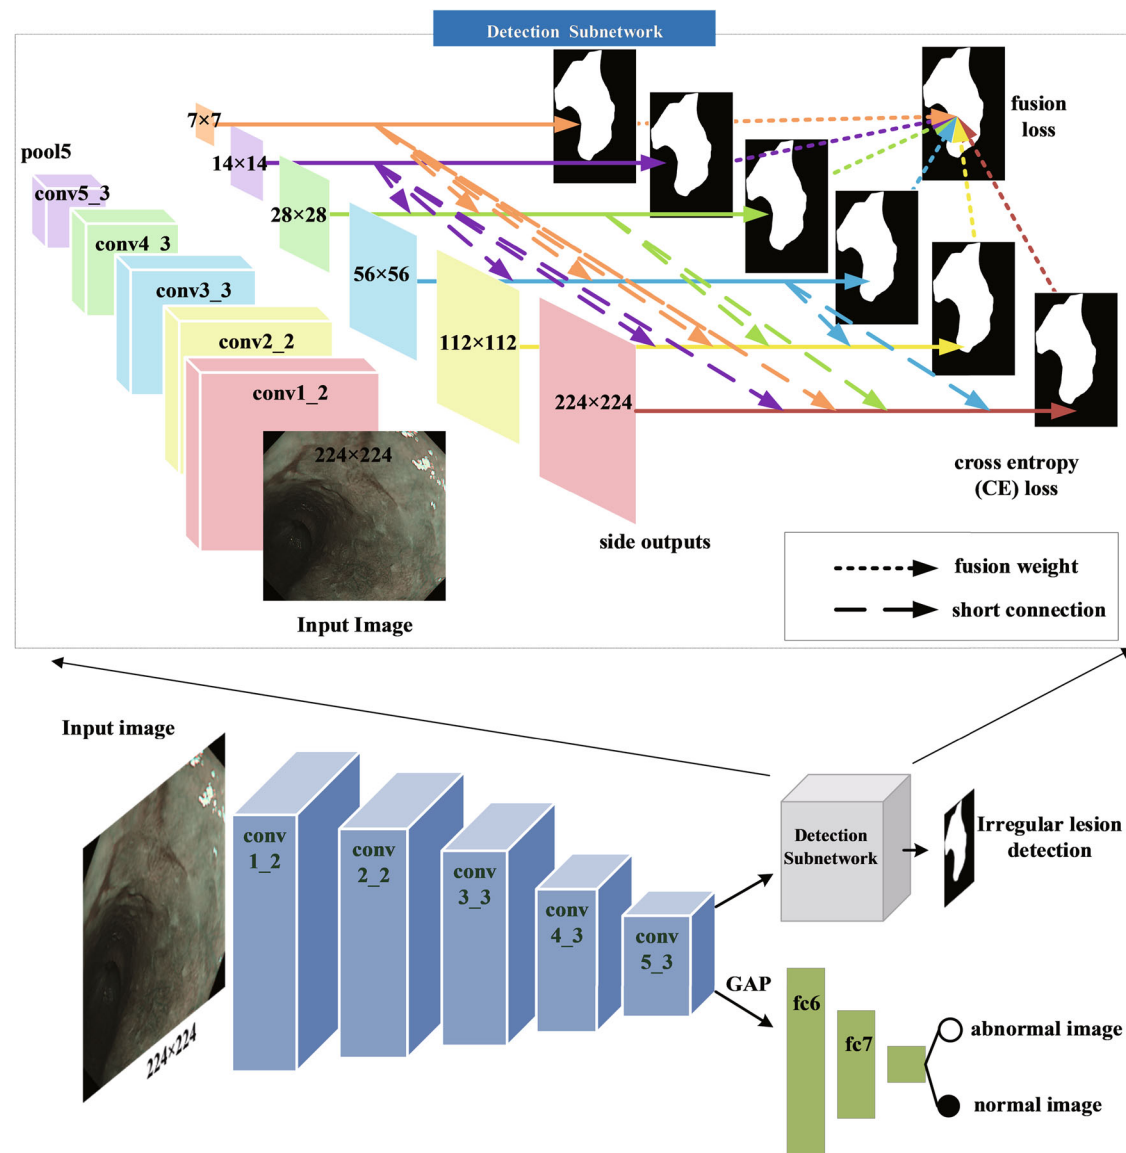 Detection Subnetwork
fusion
loss
7×7
14×14
28×28
56×56
112×112
224×224
pool5
conv5_3
conv4_3
conv3_3
conv2_2
conv1_2
224×224
Input Image
side outputs
cross entropy
(CE) loss
fusion weight
short connection
Input image
224×224
conv
1_2
conv
2_2
conv
3_3
conv
4_3
conv
5_3
Detection
Subnetwork
Irregular lesion
detection
GAP
fc6
fc7
abnormal image
normal image